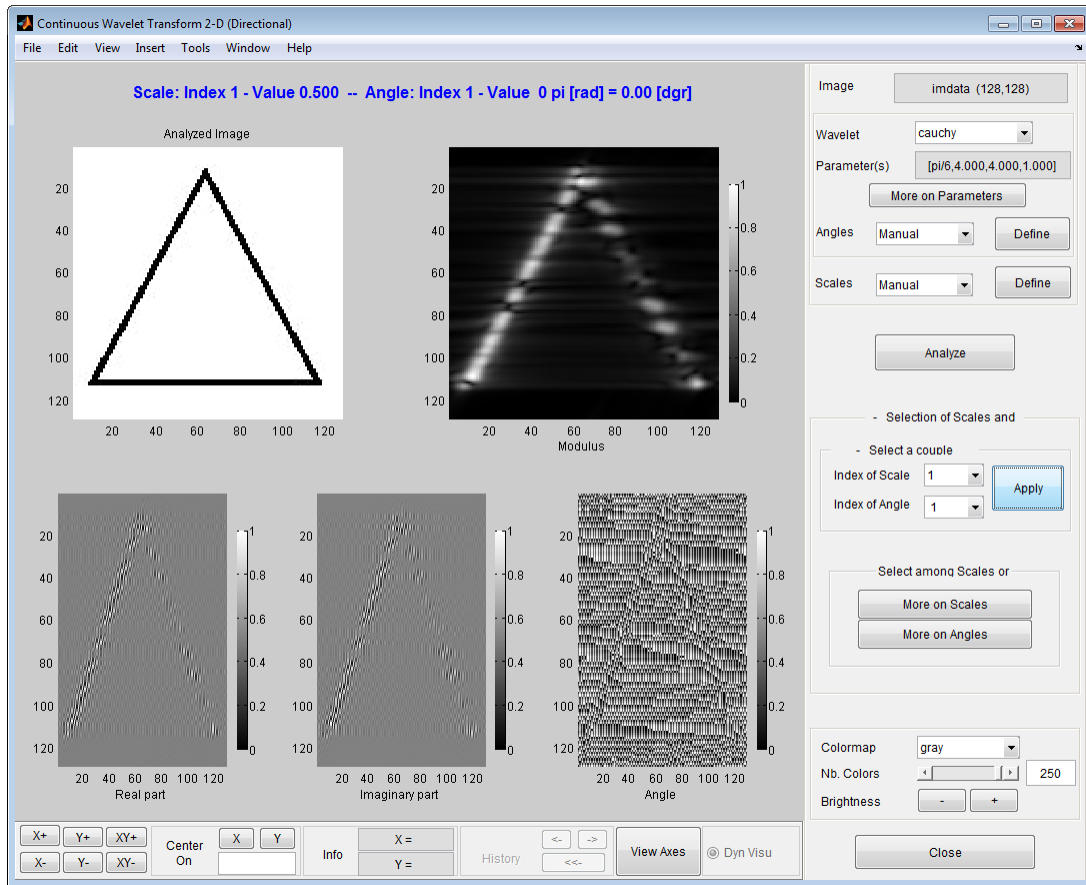 Continuous Wavelet Transform 2-D (Directional)
File Edit View Insert Tools Window Help
Scale: Index 1 - Value 0.500 -- Angle: Index 1 - Value 0 pi [rad] = 0.00 [dgr]
Analyzed Image
20
40
60
80
100
120
20 40 60 80 100 120
20
40
60
80
100
120
20 40 60 80 100 120
Modulus
1
0.8
0.6
0.4
0.2
0
20
40
60
80
100
120
20 40 60 80 100 120
Real part
1
0.8
0.6
0.4
0.2
0
20
40
60
80
100
120
20 40 60 80 100 120
Imaginary part
1
0.8
0.6
0.4
0.2
0
20
40
60
80
100
120
20 40 60 80 100 120
Angle
1
0.8
0.6
0.4
0.2
0
Image imdata (128,128)
Wavelet cauchy
Parameter(s) [pi/6,4.000,4.000,1.000]
More on Parameters
Angles Manual Define
Scales Manual Define
Analyze
- Selection of Scales and
- Select a couple
Index of Scale 1
Index of Angle 1
Apply
Select among Scales or
More on Scales
More on Angles
Colormap gray
Nb. Colors 250
Brightness - +
Close
X+ Y+ XY+
X- Y- XY-
Center
On
X Y
Info
X =
Y =
History
<- ->
<<-
View Axes
Dyn Visu